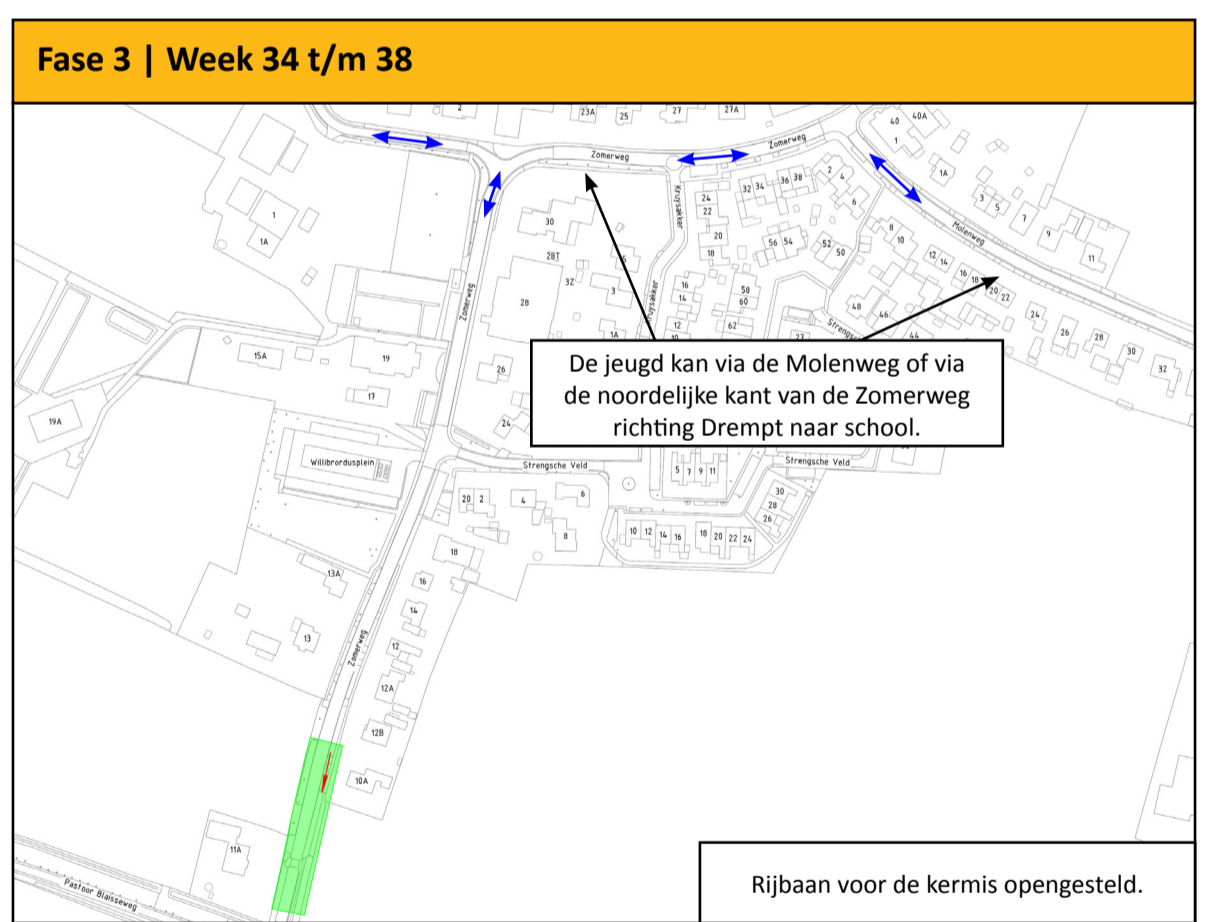 Fase 3 | Week 34 t/m 38
2
23A
25
27
27A
40
40A
1
Zomerweg
Zomerweg
1A
3
5
7
9
11
Molenweg
1
1A
30
28T
28
3
1A
26
24
Kruysakker
24
22
20
18
32 34
36 38
2
4
6
56 54
52
50
8
10
12 14
16 18
20
22
24
26
28
30
32
16
14
12
58
60
62
48
46
44
Zomerweg
15A
19
17
19A
De jeugd kan via de Molenweg of via
de noordelijke kant van de Zomerweg
richting Drempt naar school.
Willibrordusplein
Strengsche Veld
5 7 9 11
Strengsche Veld
20 2
4
6
8
10 12 14 16
18 20 22 24
30
28
26
18
16
14
12
12A
12B
10A
13A
13
Zomerweg
11A
Pastoor Blaisseweg
Rijbaan voor de kermis opengesteld.